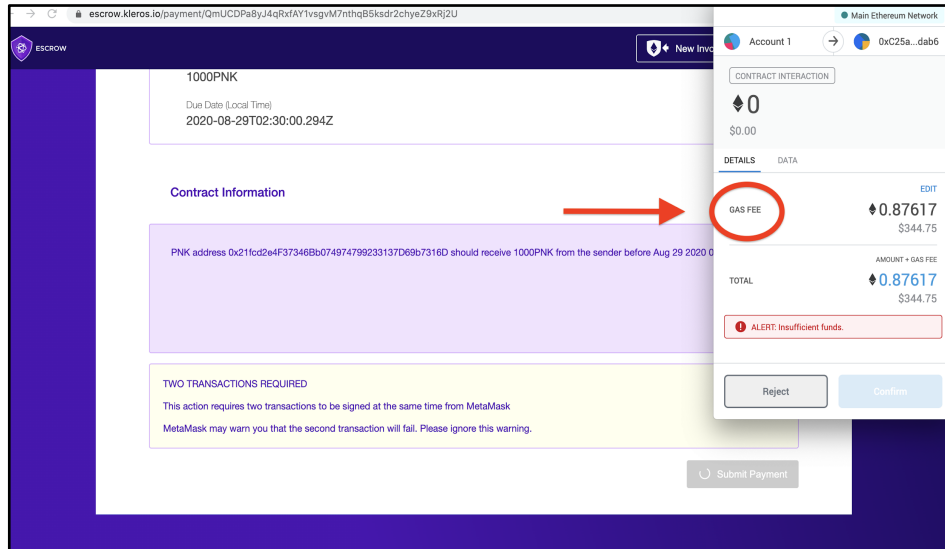 escrow.kleros.io/payment/QmUCDPa8yJ4qRxfAY1vsgvM7nthqB5ksdr2chyeZ9xRj2U
ESCROW
New Invo
1000PNK
Due Date (Local Time)
2020-08-29T02:30:00.294Z
Contract Information
PNK address 0x21fcd2e4F37346Bb074974799233137D69b7316D should receive 1000PNK from the sender before Aug 29 2020 0
TWO TRANSACTIONS REQUIRED
This action requires two transactions to be signed at the same time from MetaMask
MetaMask may warn you that the second transaction will fail. Please ignore this warning.
Submit Payment
Main Ethereum Network
Account 1
0xC25a...dab6
CONTRACT INTERACTION
0
$0.00
DETAILS DATA
EDIT
GAS FEE 0.87617
$344.75
AMOUNT + GAS FEE
TOTAL 0.87617
$344.75
ALERT: Insufficient funds.
Reject Confirm